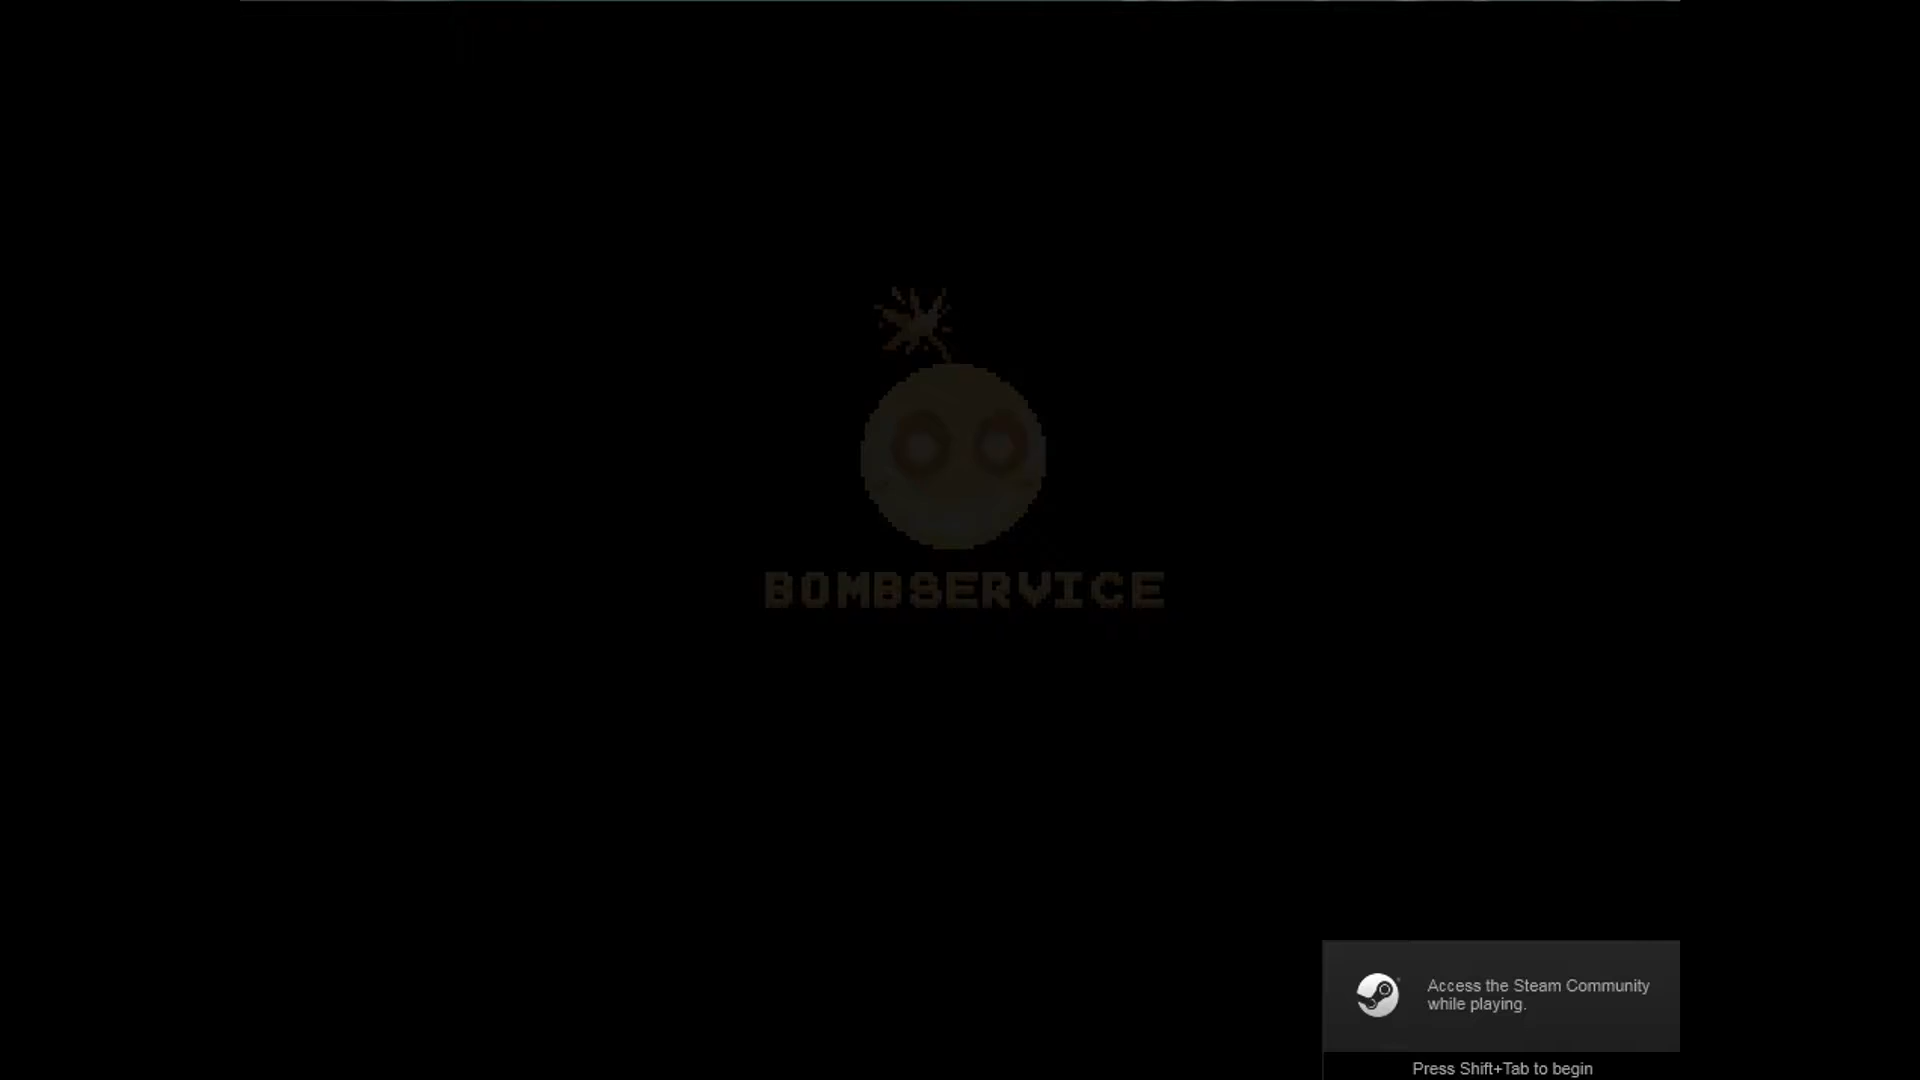 BOMBSERVICE
Access the Steam Community
while playing.
Press Shift+Tab to begin